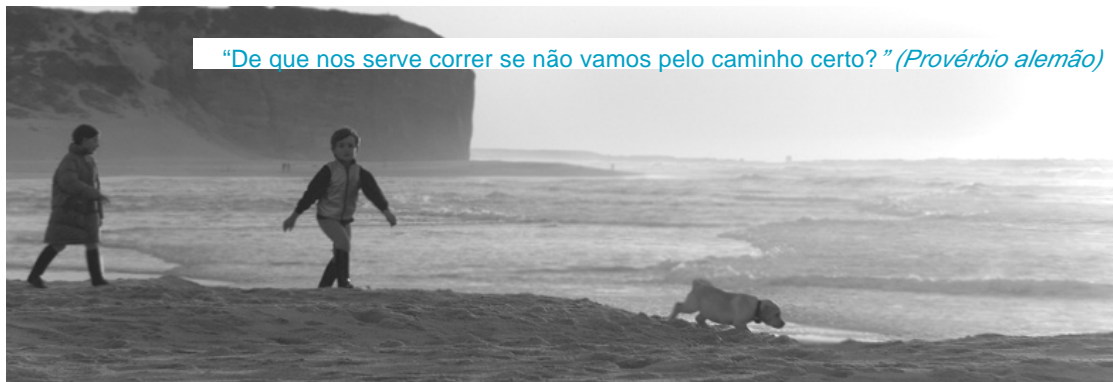 “De que nos serve correr se não vamos pelo caminho certo?” (Provérbio alemão)